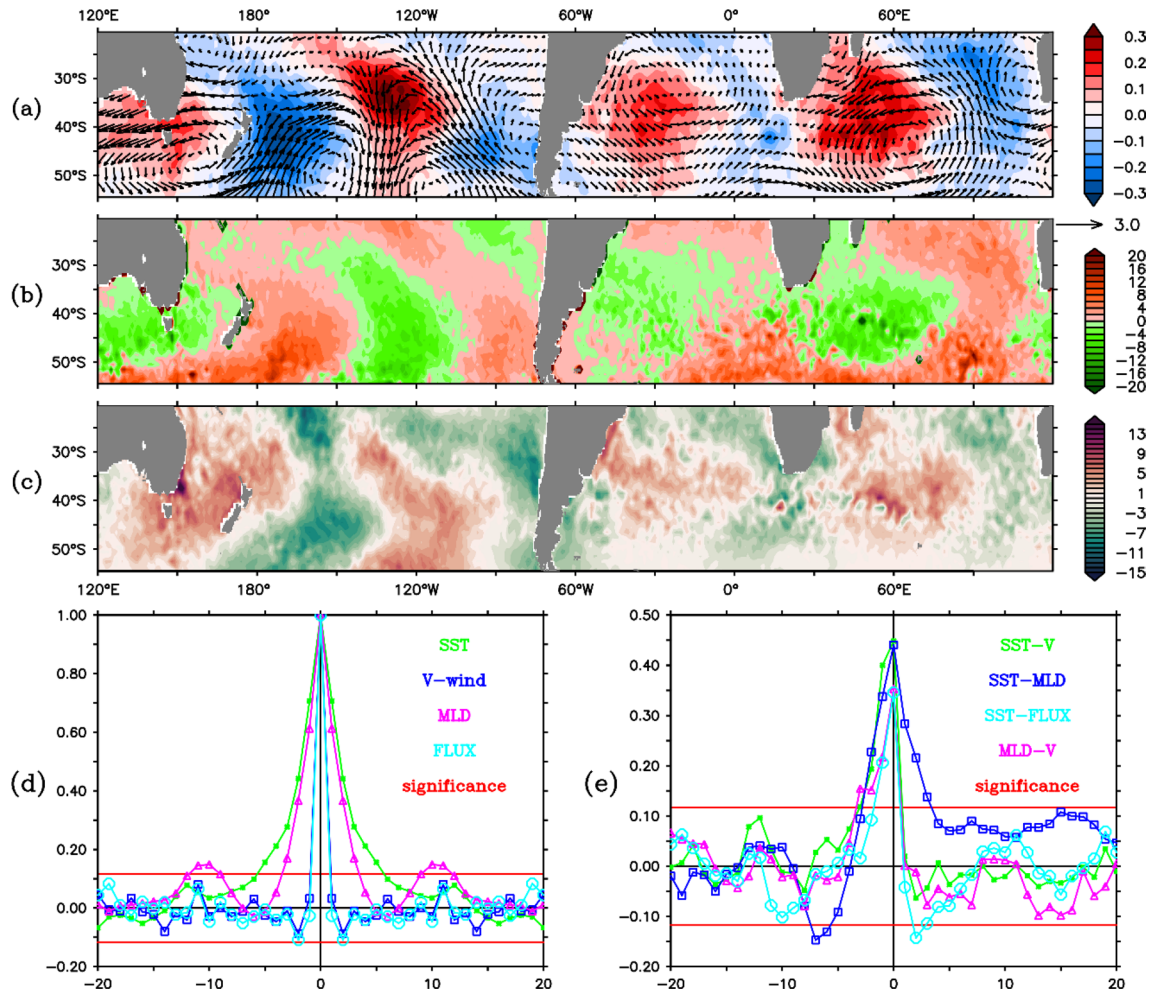 120°E 180° 120°W 60°W 0° 60°E
(a)
30°S
40°S
50°S
0.3
0.2
0.1
0.0
−0.1
−0.2
−0.3
3.0
(b)
30°S
40°S
50°S
20
16
12
8
4
0
−4
−8
−12
−16
−20
(c)
30°S
40°S
50°S
13
9
5
1
−3
−7
−11
−15
120°E 180° 120°W 60°W 0° 60°E
(d)
1.00
0.80
0.60
0.40
0.20
0.00
−0.20
SST
V−wind
MLD
FLUX
significance
−20 −10 0 10 20
(e)
0.50
0.40
0.30
0.20
0.10
0.00
−0.10
−0.20
SST−V
SST−MLD
SST−FLUX
MLD−V
significance
−20 −10 0 10 20